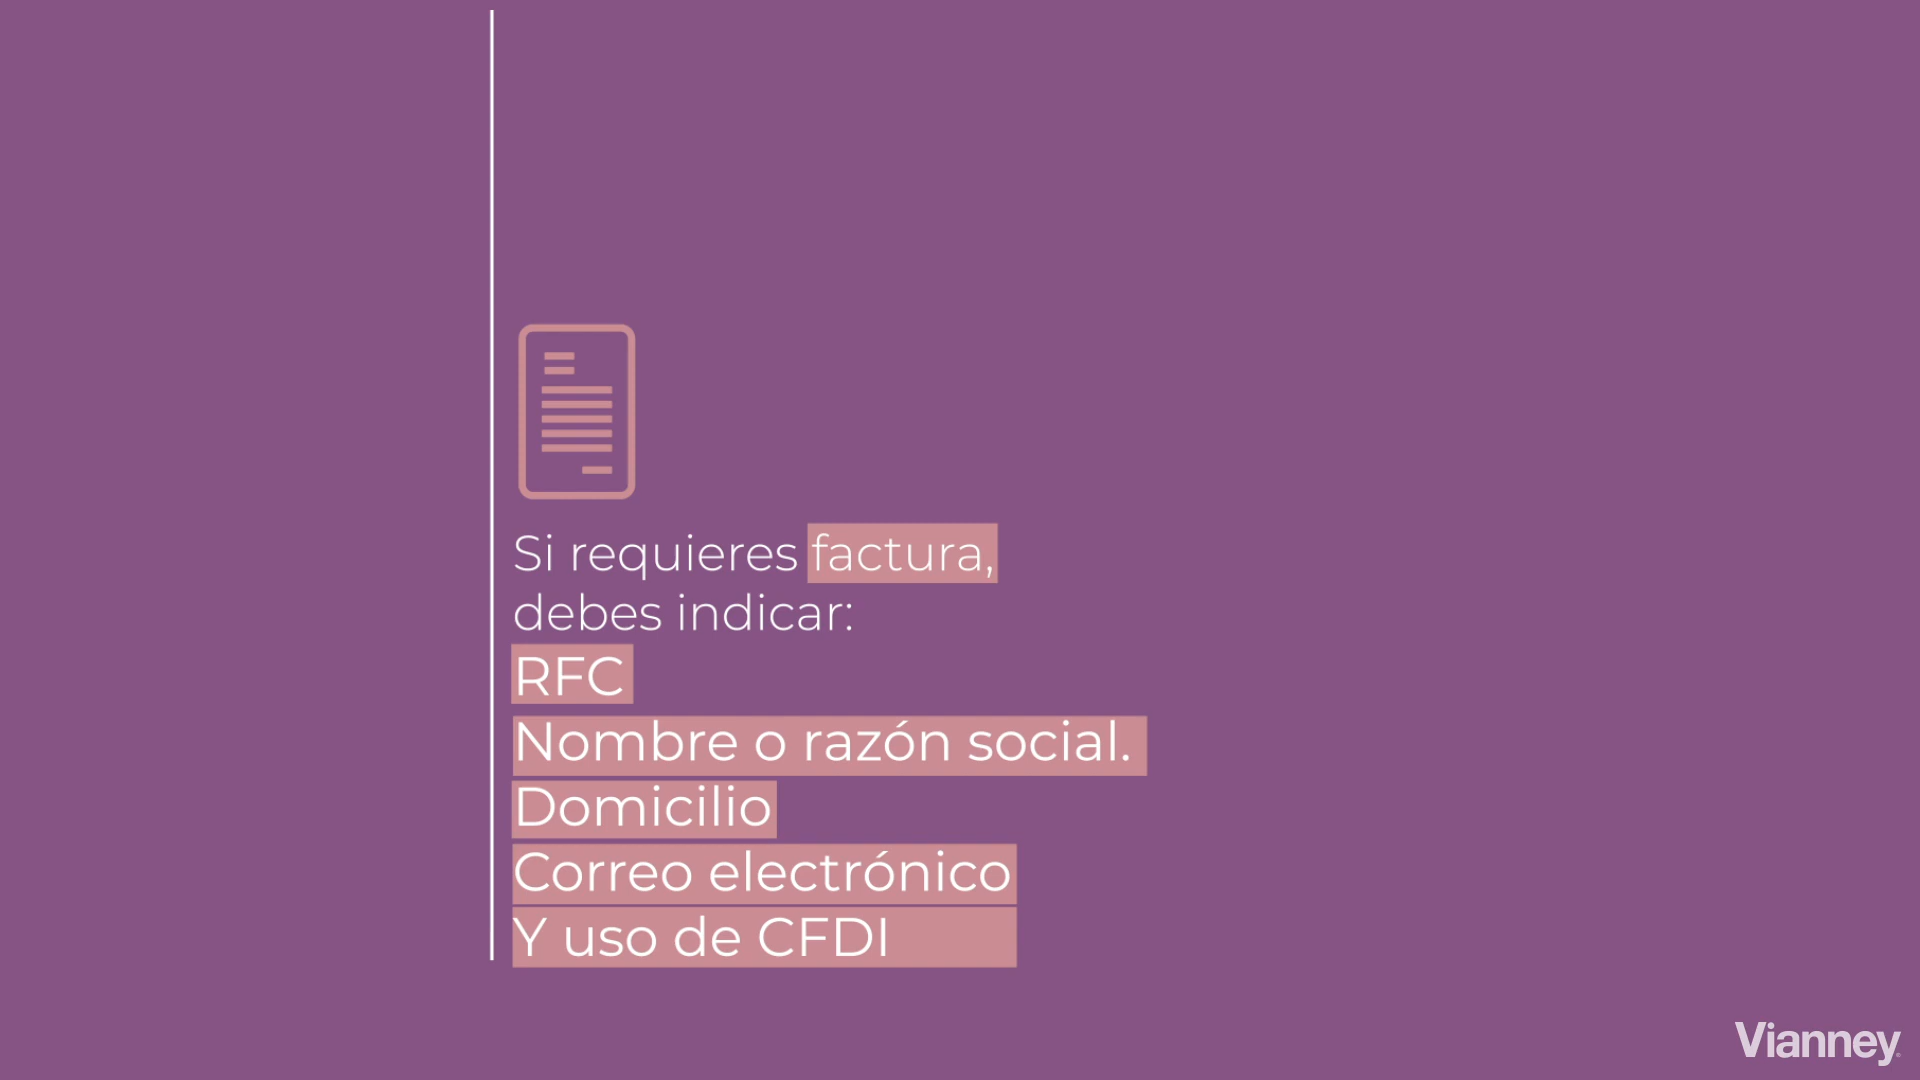 Si requieres factura,
debes indicar:
RFC
Nombre o razón social.
Domicilio
Correo electrónico
Y uso de CFDI
Vianney